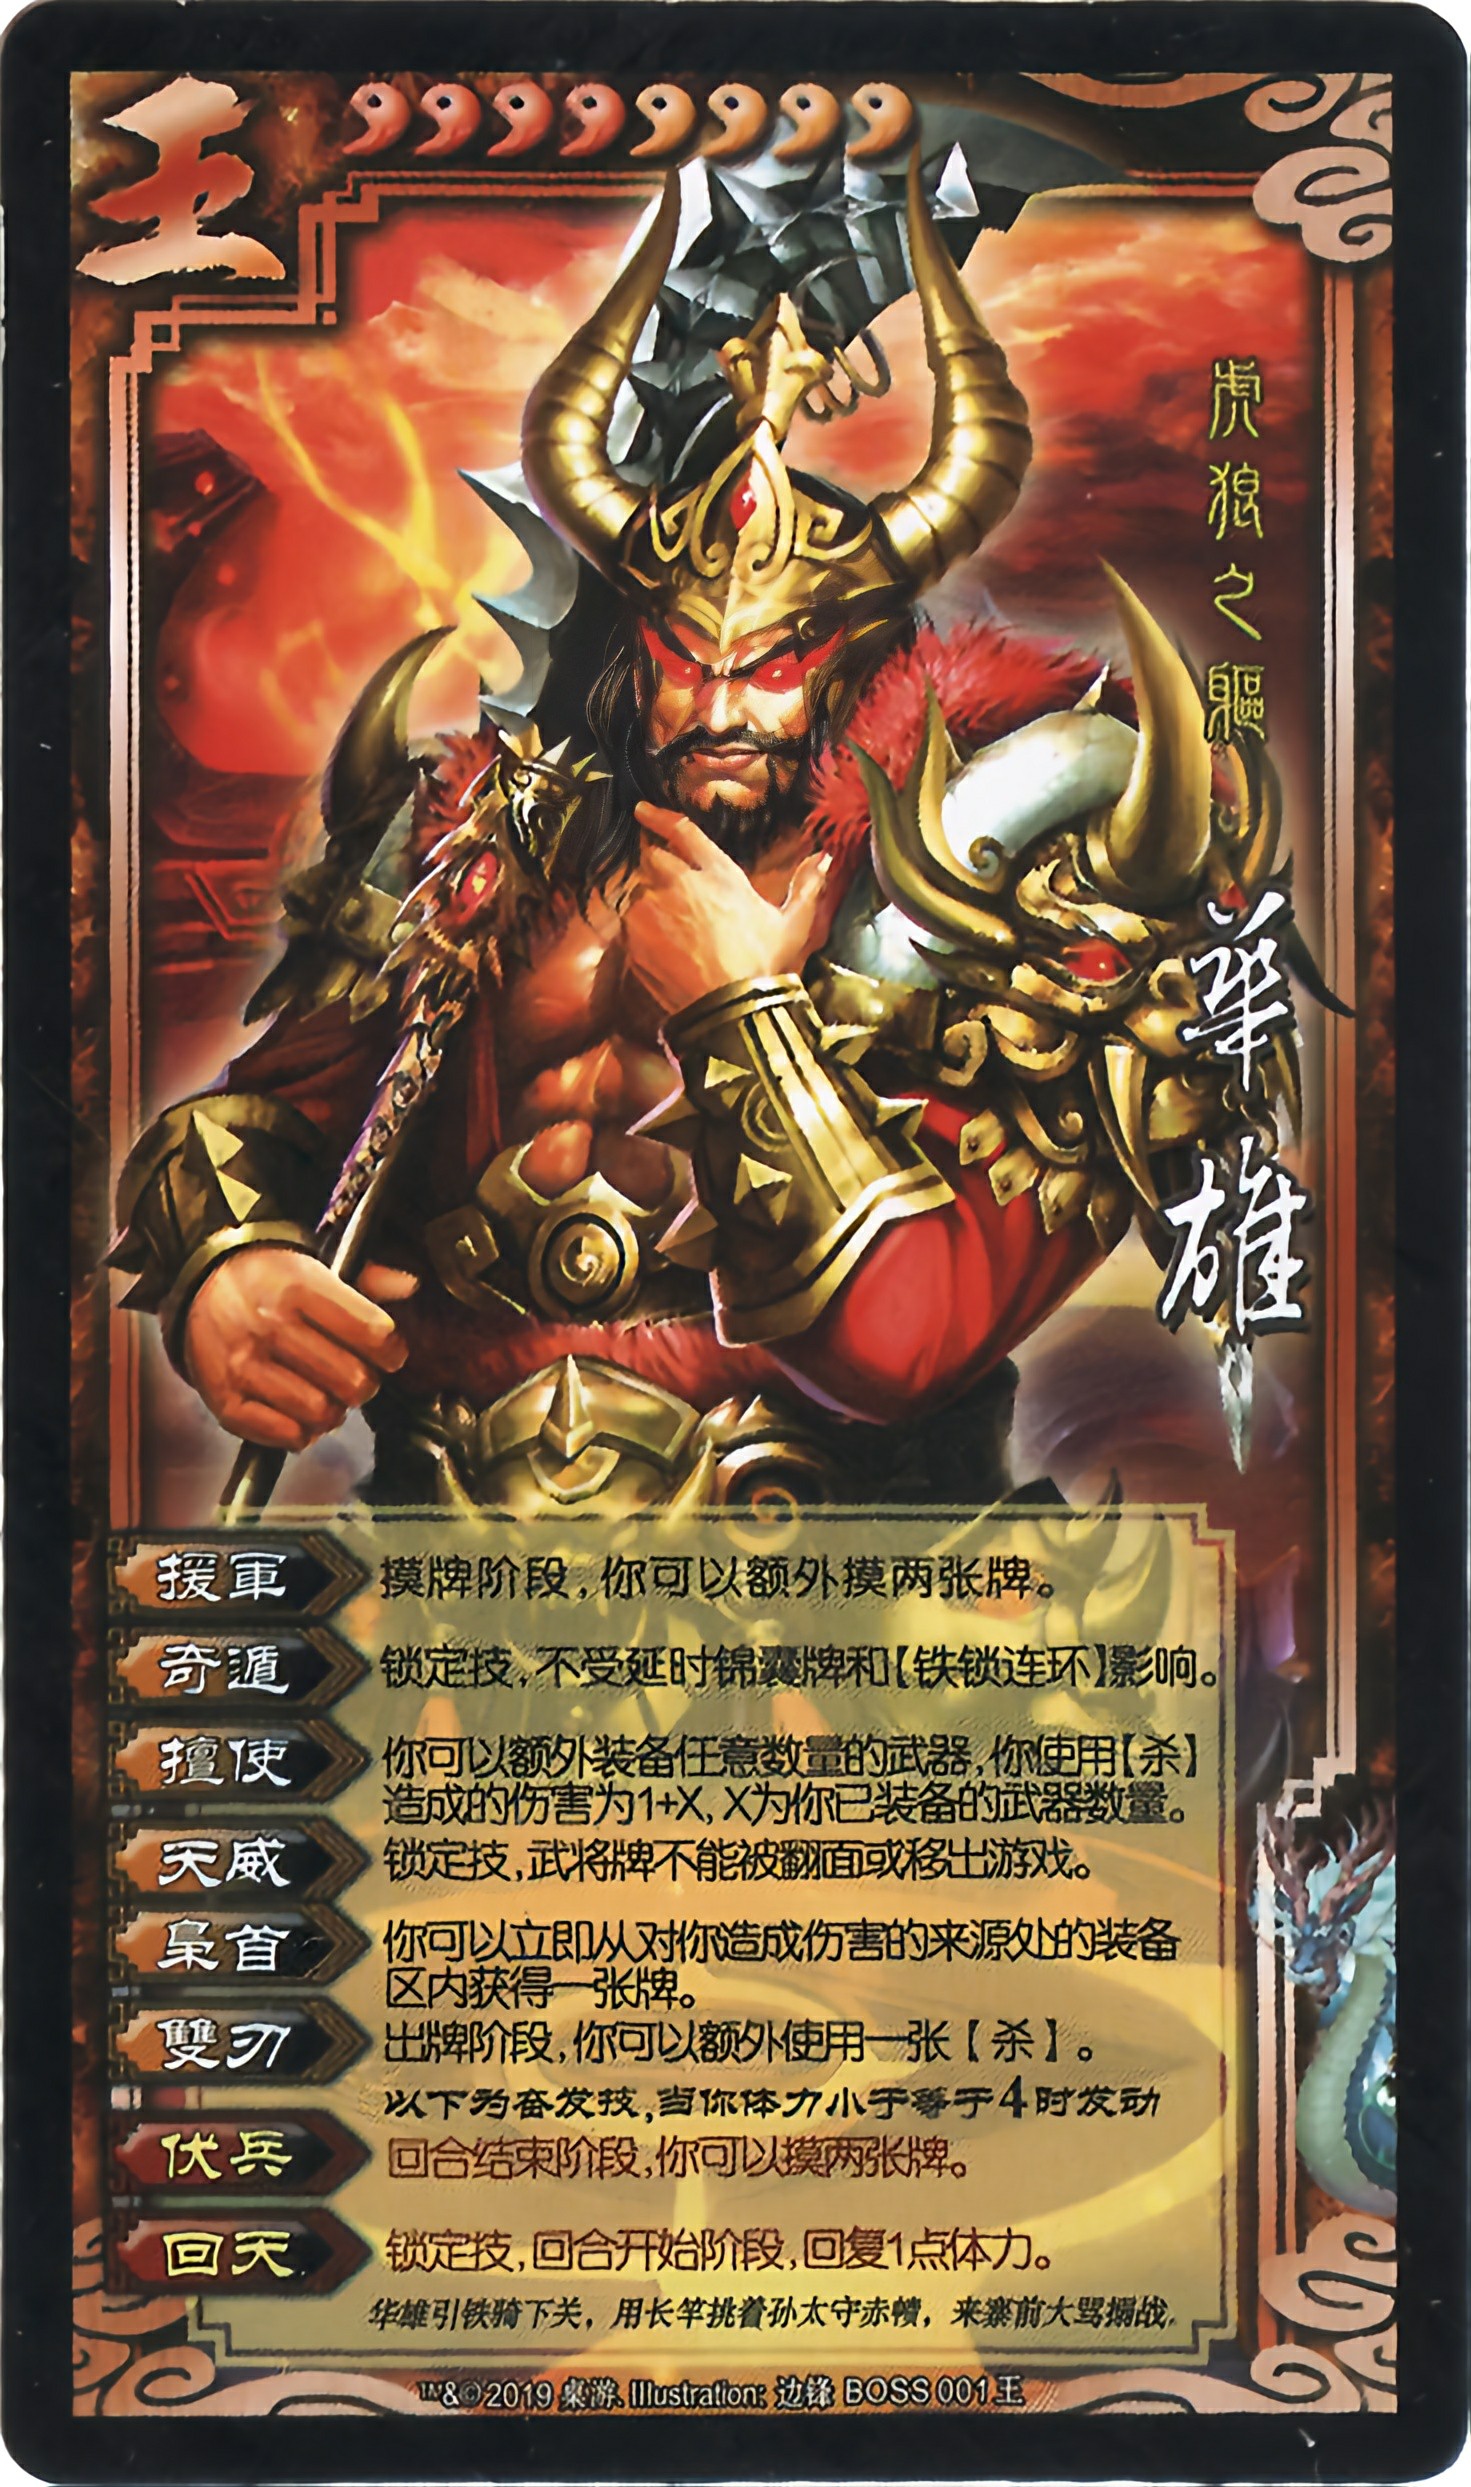 王
虎狼之軀
華雄
援軍 摸牌阶段,你可以额外摸两张牌。
奇遁 锁定技,不受延时锦囊牌和【铁锁连环】影响。
擅使 你可以额外装备任意数量的武器,你使用【杀】
造成的伤害为1+X,X为你已装备的武器数量。
天威 锁定技,武将牌不能被翻面或移出游戏。
枭首 你可以立即从对你造成伤害的来源处的装备
区内获得一张牌。
雙刃 出牌阶段,你可以额外使用一张【杀】。
以下为奋发技,当你体力小于等于4时发动
伏兵 回合结束阶段,你可以摸两张牌。
回天 锁定技,回合开始阶段,回复1点体力。
华雄引铁骑下关，用长竿挑着孙太守赤帻，来寨前大骂搦战.
™&©2019 桌游. Illustration: 边锋 BOSS 001王